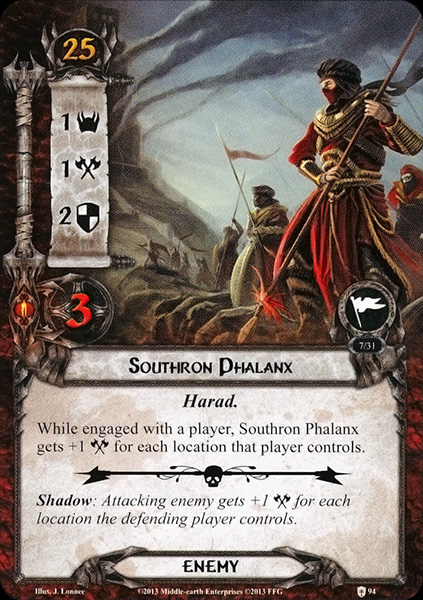 25
1
1
2
3
7/31
Southron Phalanx
Harad.
While engaged with a player, Southron Phalanx
gets +1 for each location that player controls.
Shadow: Attacking enemy gets +1 for each
location the defending player controls.
ENEMY
Illus. J. Lonnee ©2013 Middle-earth Enterprises ©2013 FFG 94